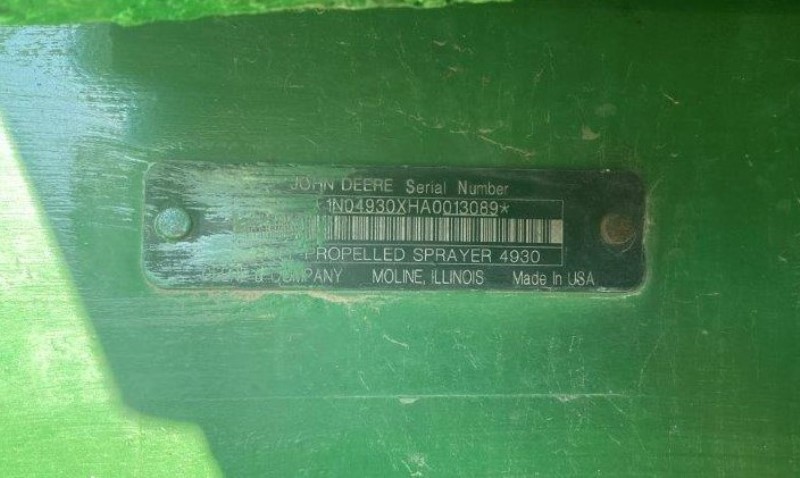 JOHN DEERE Serial Number
1N04930XHA0013089*
PROPELLED SPRAYER 4930
COMPANY MOLINE, ILLINOIS Made In USA